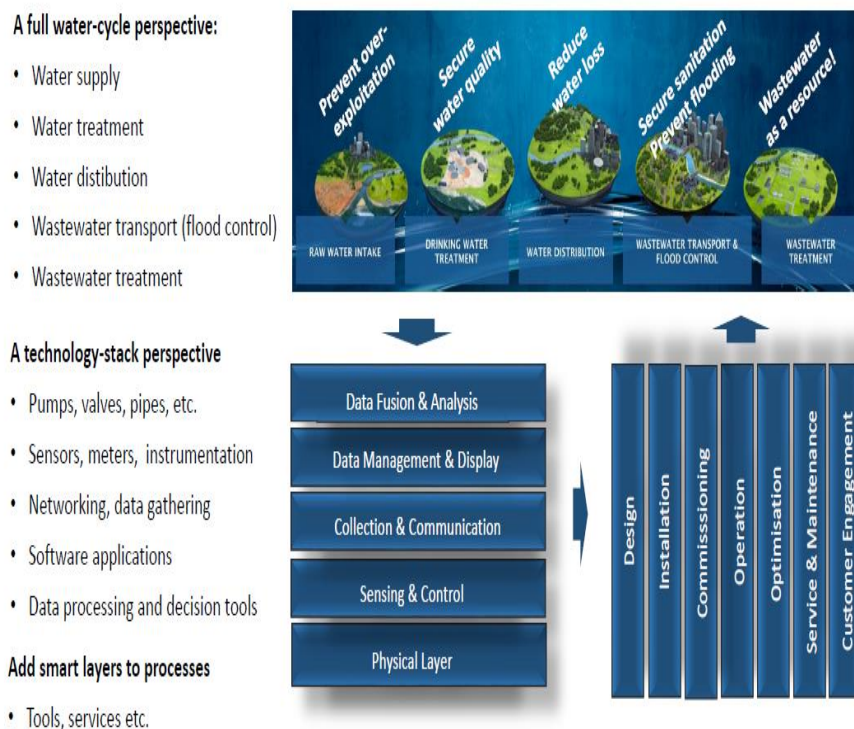 A full water-cycle perspective:
• Water supply
• Water treatment
• Water distibution
• Wastewater transport (flood control)
• Wastewater treatment
Prevent over-
exploitation
Secure
water quality
Reduce
water loss
Secure sanitation
Prevent flooding
Wastewater
as a resource!
RAW WATER INTAKE
DRINKING WATER
TREATMENT
WATER DISTRIBUTION
WASTEWATER TRANSPORT &
FLOOD CONTROL
WASTEWATER
TREATMENT
A technology-stack perspective
• Pumps, valves, pipes, etc.
• Sensors, meters, instrumentation
• Networking, data gathering
• Software applications
• Data processing and decision tools
Add smart layers to processes
• Tools, services etc.
Data Fusion & Analysis
Data Management & Display
Collection & Communication
Sensing & Control
Physical Layer
Design
Installation
Commisssioning
Operation
Optimisation
Service & Maintenance
Customer Engagement